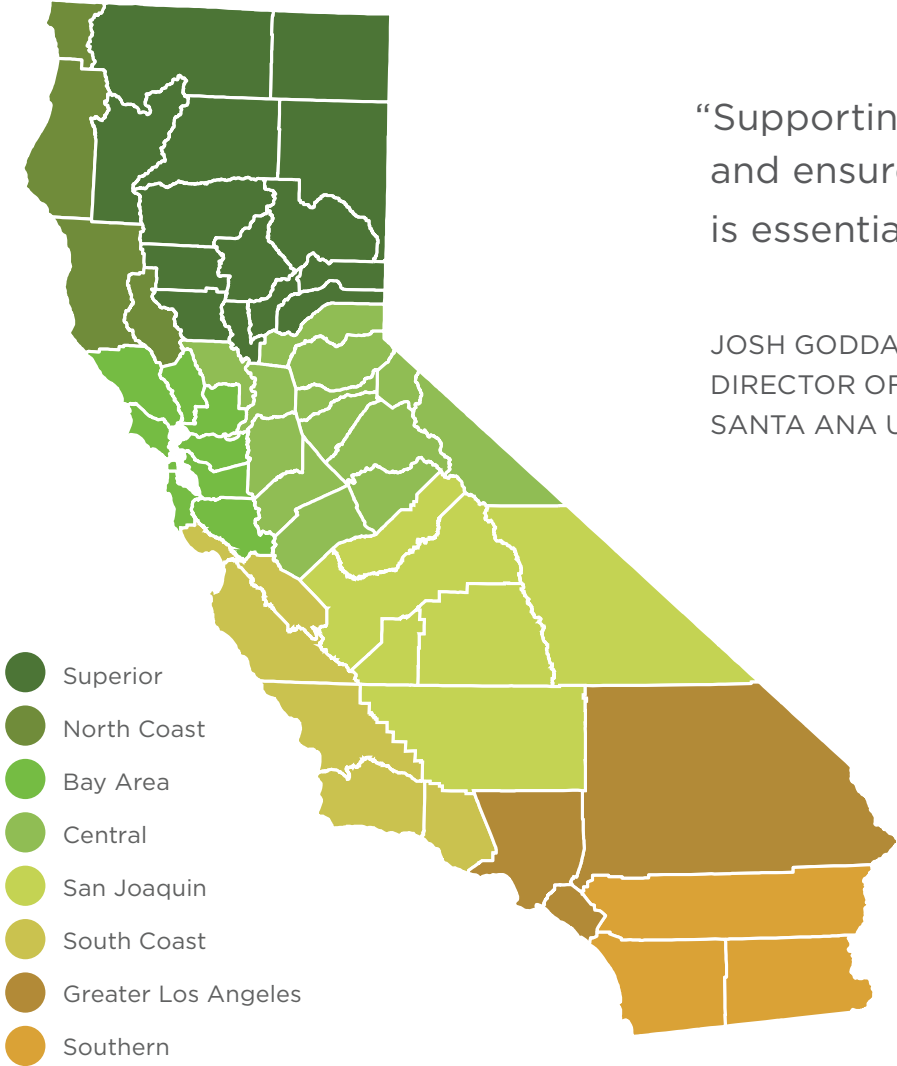 “Supportin
and ensur
is essentia
JOSH GODDA
DIRECTOR OF
SANTA ANA U
Superior
North Coast
Bay Area
Central
San Joaquin
South Coast
Greater Los Angeles
Southern